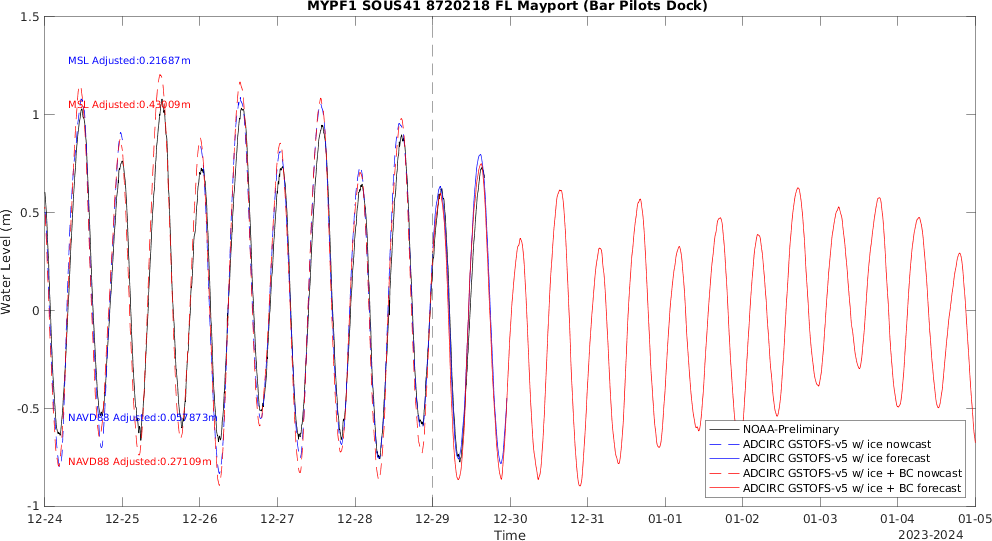 MYPF1 SOUS41 8720218 FL Mayport (Bar Pilots Dock)
1.5
MSL Adjusted:0.21687m
MSL Adjusted:0.43909m
1
0.5
Water Level (m)
0
-0.5
NAVD88 Adjusted:0.057873m
NAVD88 Adjusted:0.27109m
-1
NOAA-Preliminary
ADCIRC GSTOFS-v5 w/ ice nowcast
ADCIRC GSTOFS-v5 w/ ice forecast
ADCIRC GSTOFS-v5 w/ ice + BC nowcast
ADCIRC GSTOFS-v5 w/ ice + BC forecast
12-24 12-25 12-26 12-27 12-28 12-29 12-30 12-31 01-01 01-02 01-03 01-04 01-05
Time
2023-2024